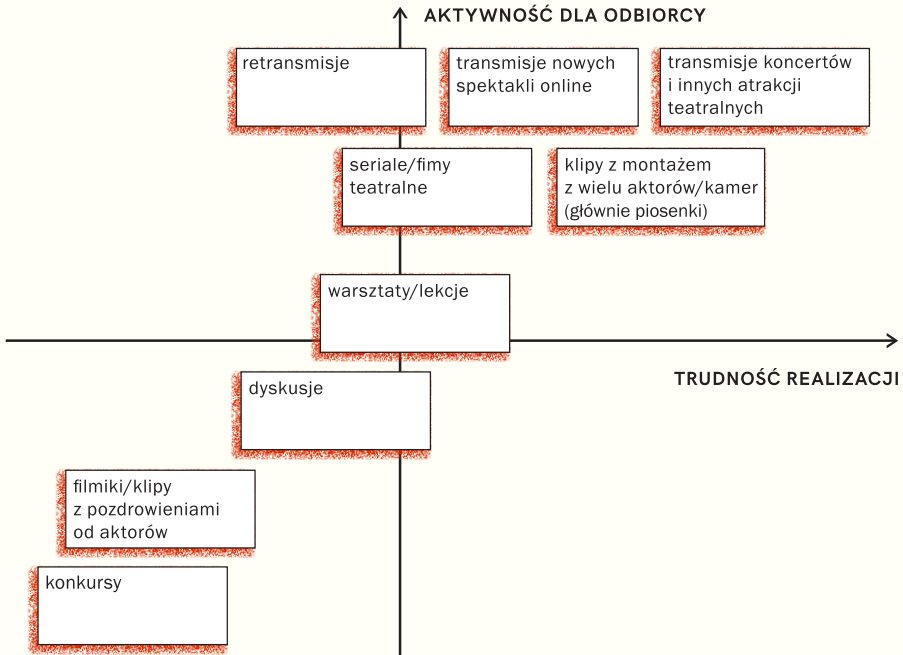 AKTYWNOŚĆ DLA ODBIORCY
retransmisje
transmisje nowych
spektakli online
transmisje koncertów
i innych atrakcji
teatralnych
seriale/fimy
teatralne
klipy z montażem
z wielu aktorów/kamer
(głównie piosenki)
warsztaty/lekcje
TRUDNOŚĆ REALIZACJI
dyskusje
filmiki/klipy
z pozdrowieniami
od aktorów
konkursy